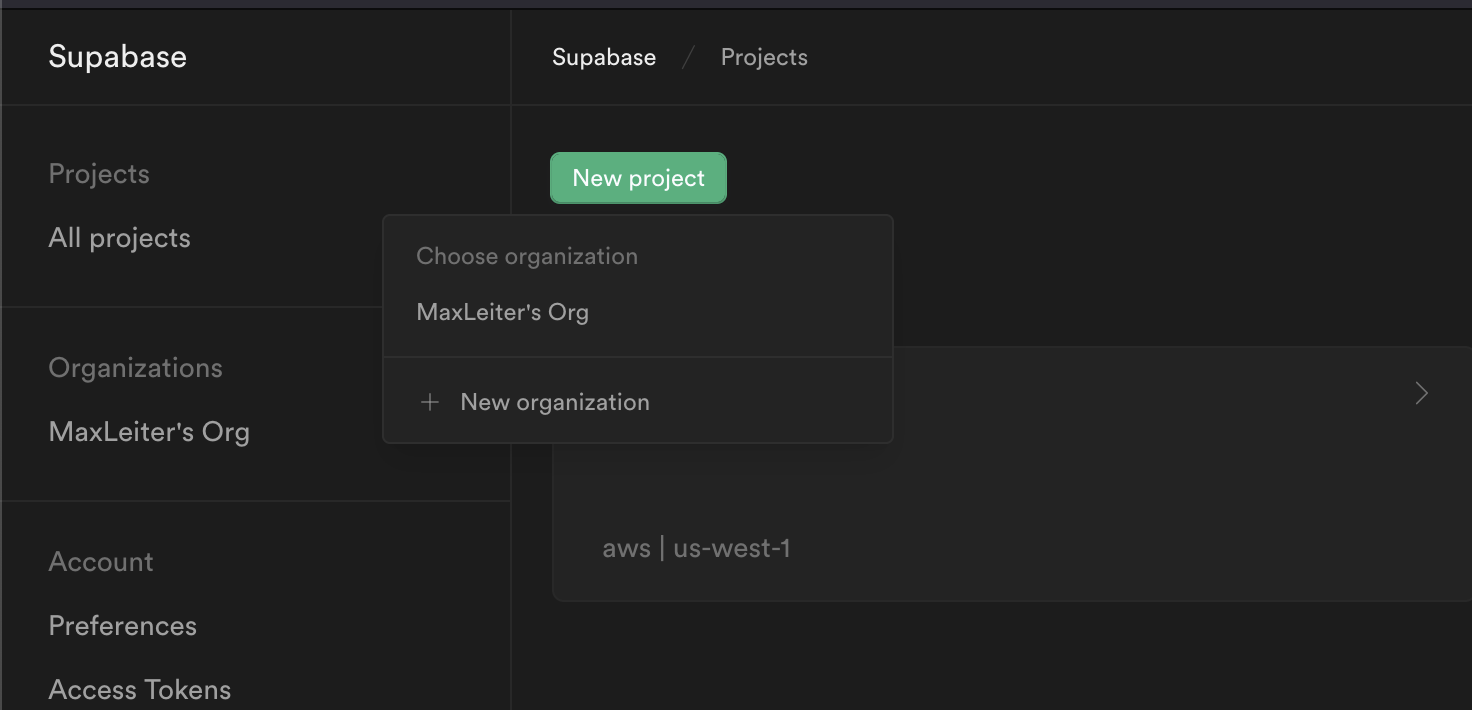 Supabase
Supabase / Projects
Projects
All projects
Organizations
MaxLeiter's Org
Account
Preferences
Access Tokens
New project
Choose organization
MaxLeiter's Org
+ New organization
aws | us-west-1